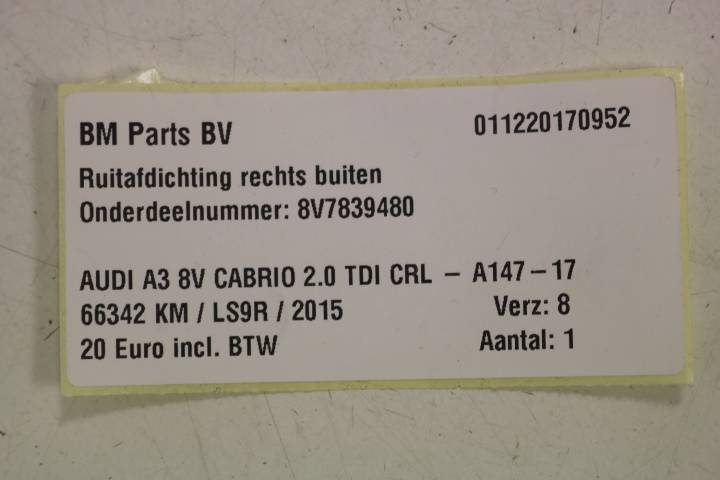 BM Parts BV 011220170952
Ruitafdichting rechts buiten
Onderdeelnummer: 8V7839480
AUDI A3 8V CABRIO 2.0 TDI CRL - A147-17
66342 KM / LS9R / 2015 Verz: 8
20 Euro incl. BTW Aantal: 1